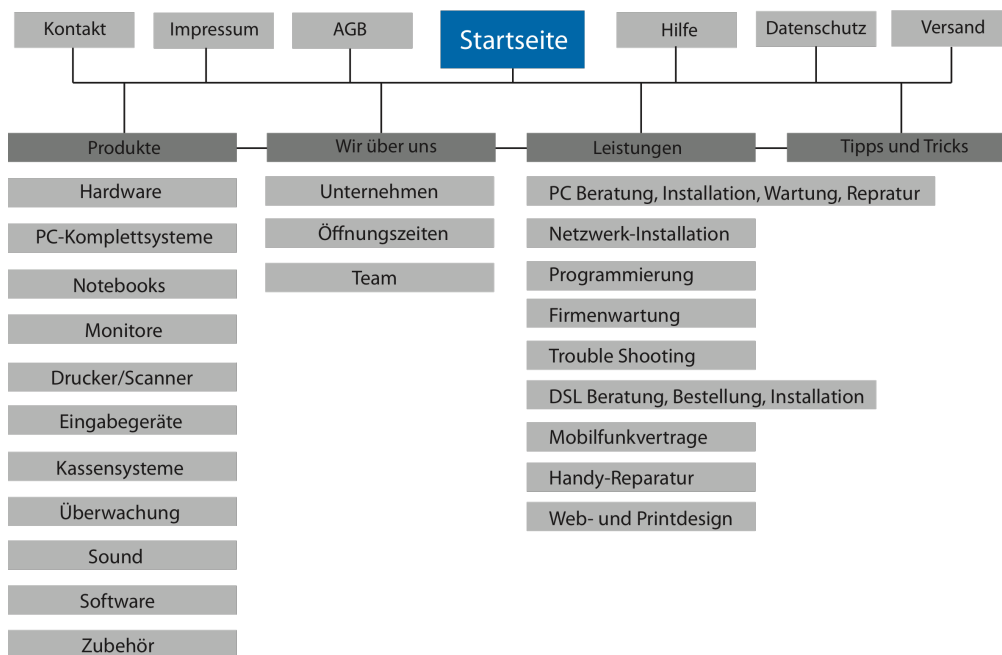 Kontakt
Impressum
AGB
Startseite
Hilfe
Datenschutz
Versand
Produkte
Wir über uns
Leistungen
Tipps und Tricks
Hardware
PC-Komplettsysteme
Notebooks
Monitore
Drucker/Scanner
Eingabegeräte
Kassensysteme
Überwachung
Sound
Software
Zubehör
Unternehmen
Öffnungszeiten
Team
PC Beratung, Installation, Wartung, Repratur
Netzwerk-Installation
Programmierung
Firmenwartung
Trouble Shooting
DSL Beratung, Bestellung, Installation
Mobilfunkvertrage
Handy-Reparatur
Web- und Printdesign